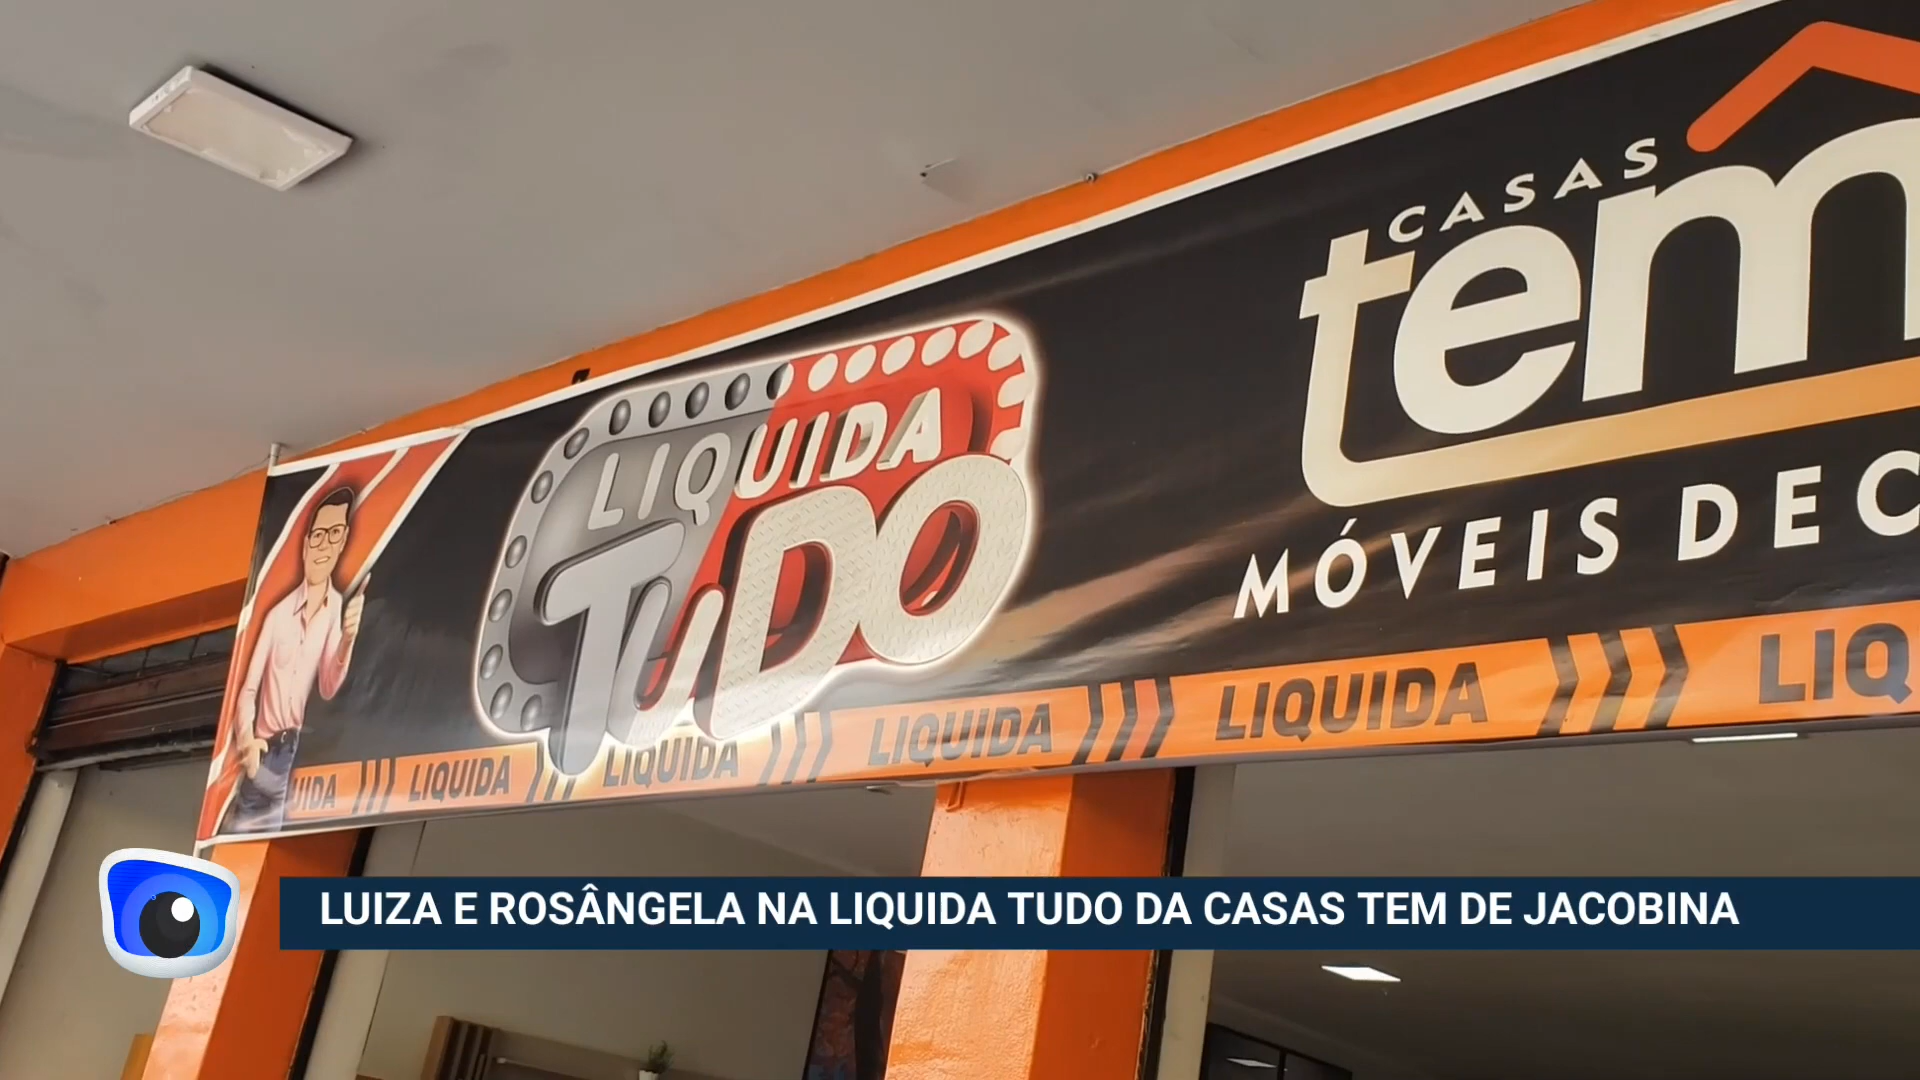 CASAS
têm
LIQUIDA
TUDO
MÓVEIS DEC
UIDA LIQUIDA LIQUIDA LIQUIDA LIQUIDA LIQ
LUIZA E ROSÂNGELA NA LIQUIDA TUDO DA CASAS TEM DE JACOBINA